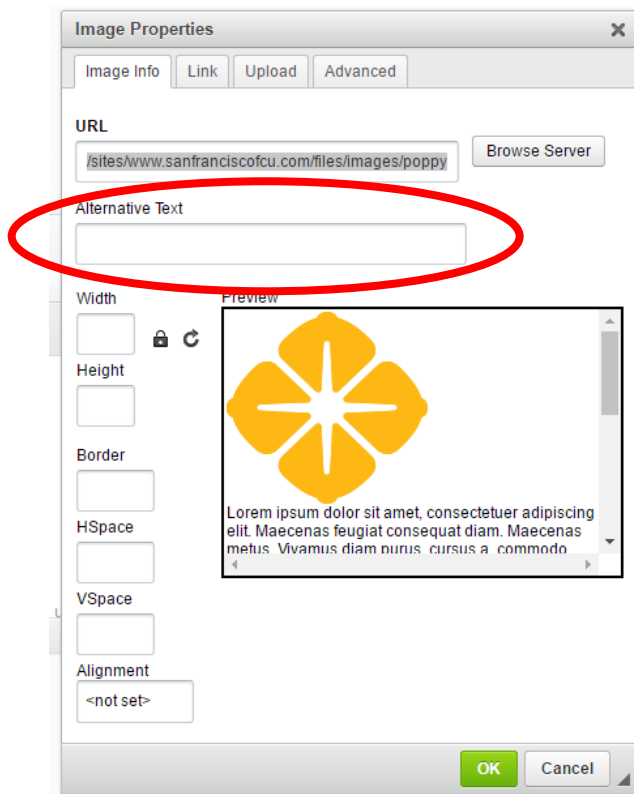 Image Properties
Image Info Link Upload Advanced
URL
/sites/www.sanfranciscofcu.com/files/images/poppy
Browse Server
Alternative Text
Width
Preview
Height
Border
HSpace
VSpace
Alignment
<not set>
Lorem ipsum dolor sit amet, consectetuer adipiscing
elit. Maecenas feugiat consequat diam. Maecenas
metus. Vivamus diam purus, cursus a, commodo
OK Cancel